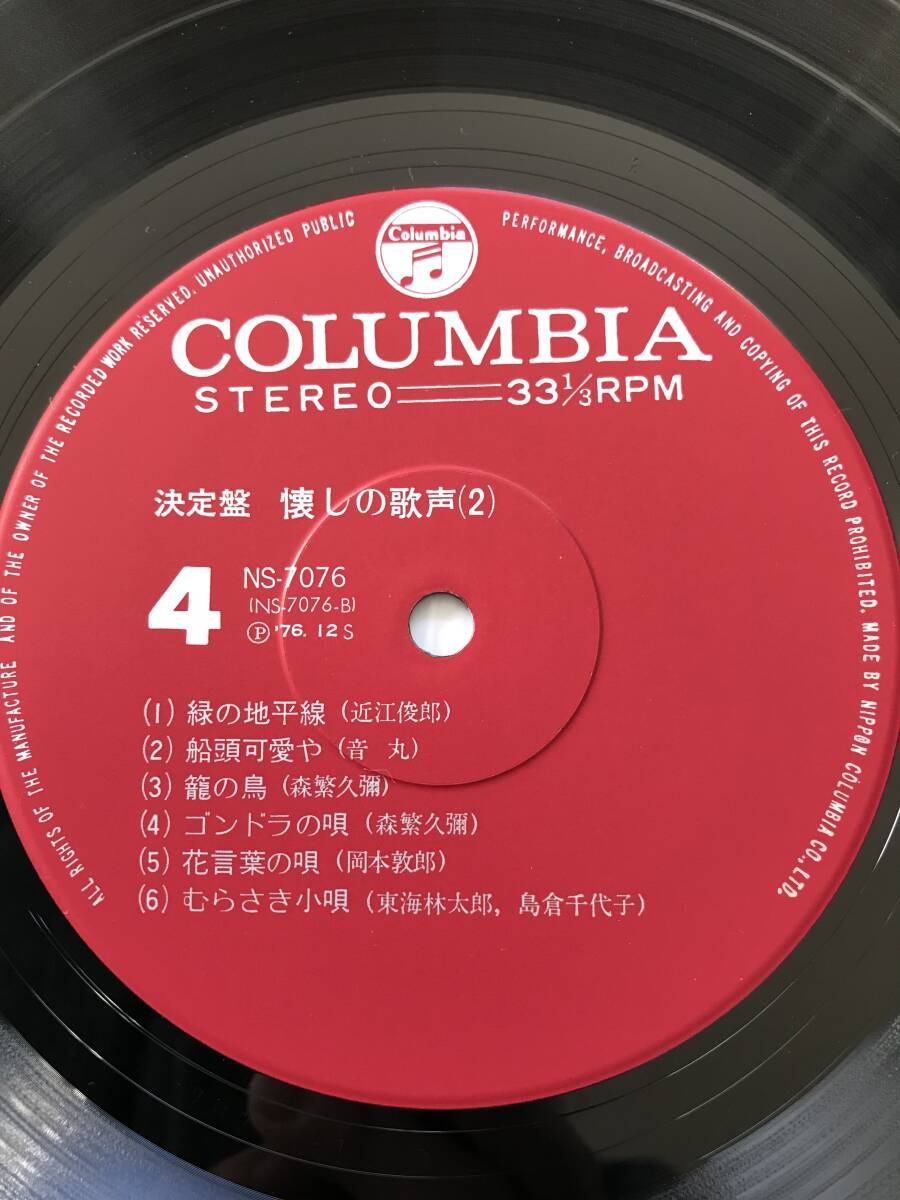 ALL RIGHTS OF THE MANUFACTURE AND OF THE OWNER OF THE RECORDED WORK RESERVED. UNAUTHORIZED PUBLIC PERFORMANCE, BROADCASTING AND COPYING OF THIS RECORD PROHIBITED. MADE BY NIPPON COLUMBIA CO., LTD.
Columbia
COLUMBIA
STEREO 33⅓RPM
決定盤 懐しの歌声(2)
4
NS-7076
(NS-7076-B)
Ⓟ '76. 12 S
(1) 緑の地平線 (近江俊郎)
(2) 船頭可愛や (音 丸)
(3) 籠の鳥 (森繁久彌)
(4) ゴンドラの唄 (森繁久彌)
(5) 花言葉の唄 (岡本敦郎)
(6) むらさき小唄 (東海林太郎, 島倉千代子)